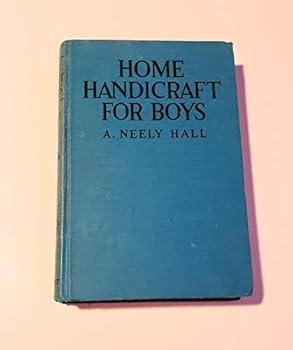 HOME
HANDICRAFT
FOR BOYS
A. NEELY HALL